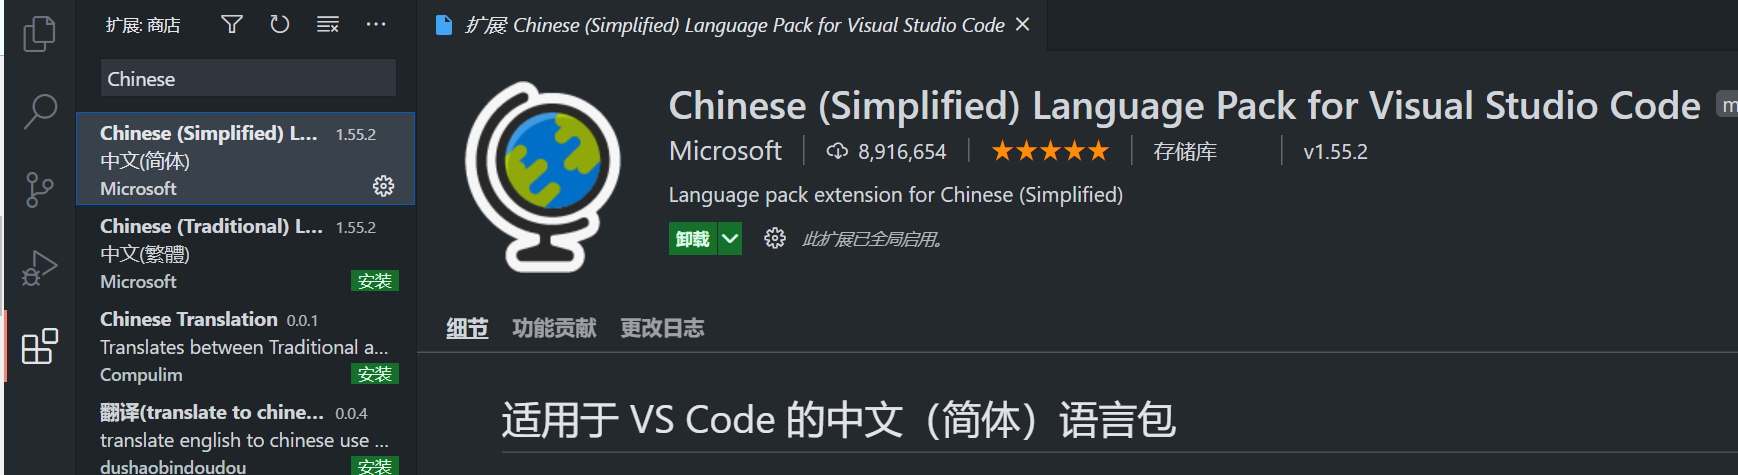 扩展: 商店
Chinese
Chinese (Simplified) L... 1.55.2
中文(简体)
Microsoft
Chinese (Traditional) L... 1.55.2
中文(繁體)
Microsoft 安装
Chinese Translation 0.0.1
Translates between Traditional a...
Compulim 安装
翻译(translate to chine... 0.0.4
translate english to chinese use ...
dushaobindoudou 安装
扩展: Chinese (Simplified) Language Pack for Visual Studio Code
Chinese (Simplified) Language Pack for Visual Studio Code m
Microsoft 8,916,654 存储库 v1.55.2
Language pack extension for Chinese (Simplified)
卸载 此扩展已全局启用。
细节 功能贡献 更改日志
适用于 VS Code 的中文（简体）语言包